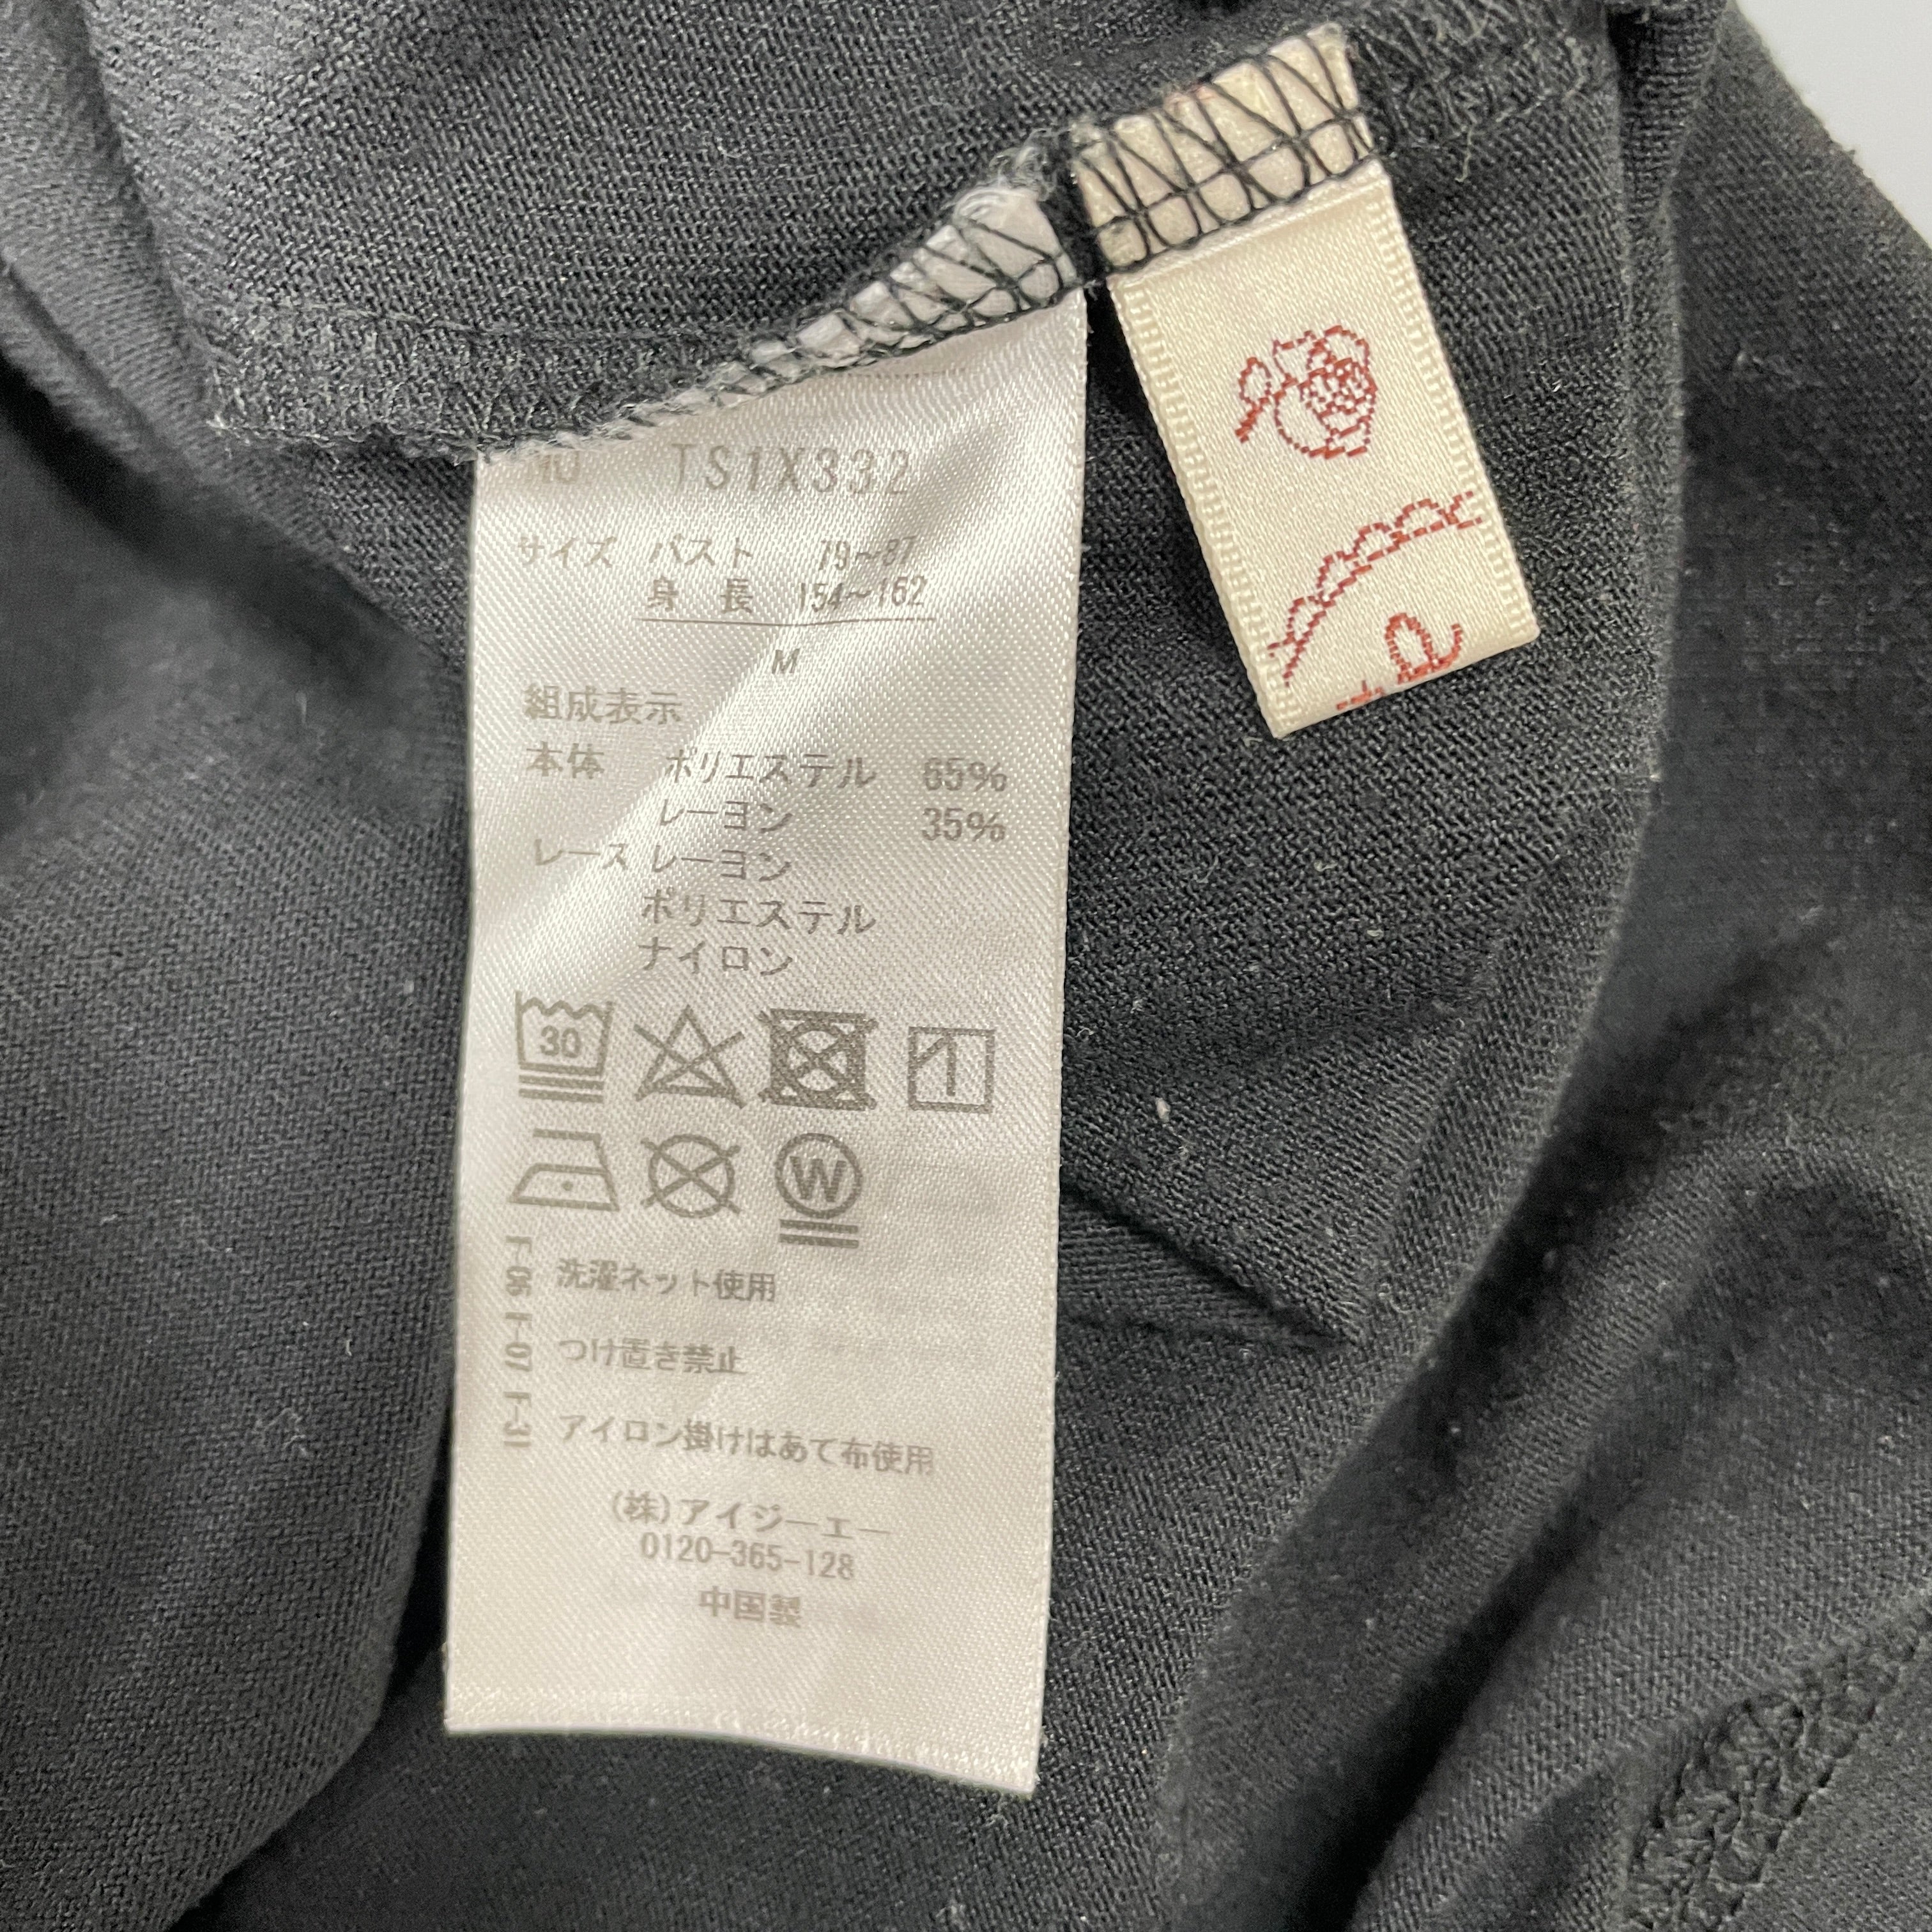 TS1X332
サイズ バスト 79~87
身 長 154~162
M
組成表示
本体 ポリエステル 65%
レーヨン 35%
レース レーヨン
ポリエステル
ナイロン
30
W
洗濯ネット使用
つけ置き禁止
アイロン掛けはあて布使用
F-05 F-07 F-31
(株)アイジーエー
0120-365-128
中国製